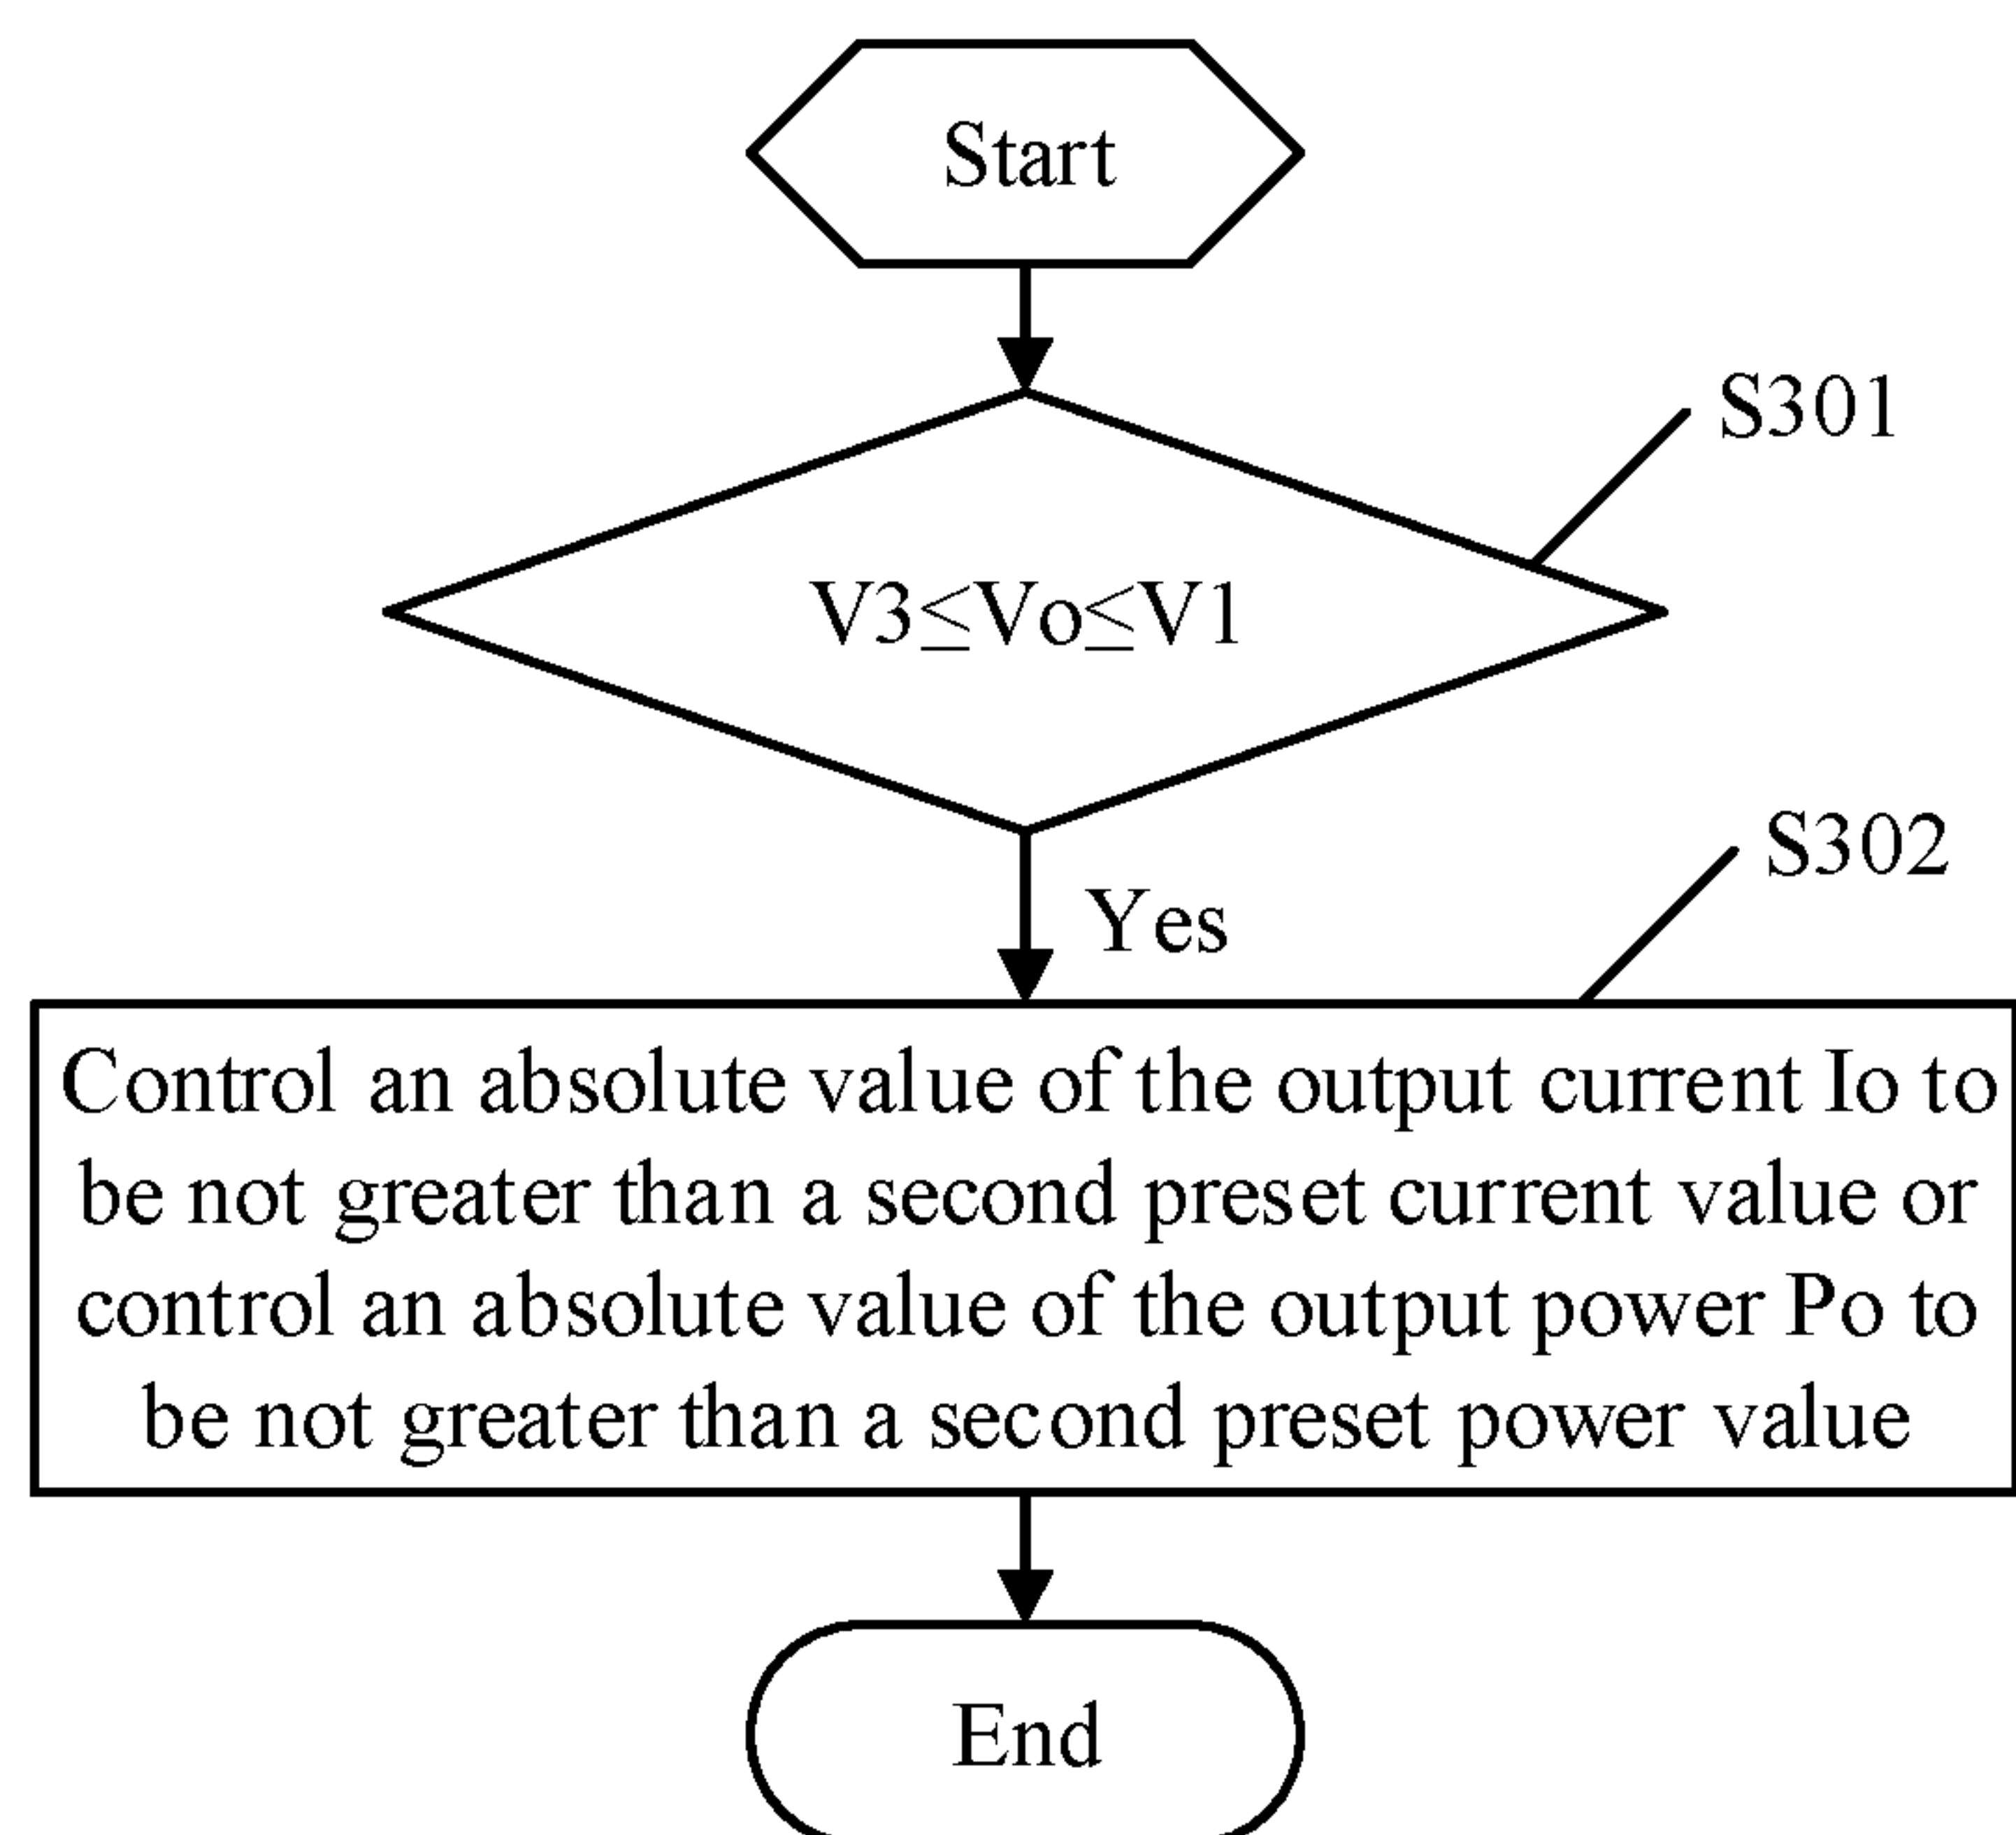 Start
S301
V3≤Vo≤V1
S302
Yes
Control an absolute value of the output current Io to
be not greater than a second preset current value or
control an absolute value of the output power Po to
be not greater than a second preset power value
End